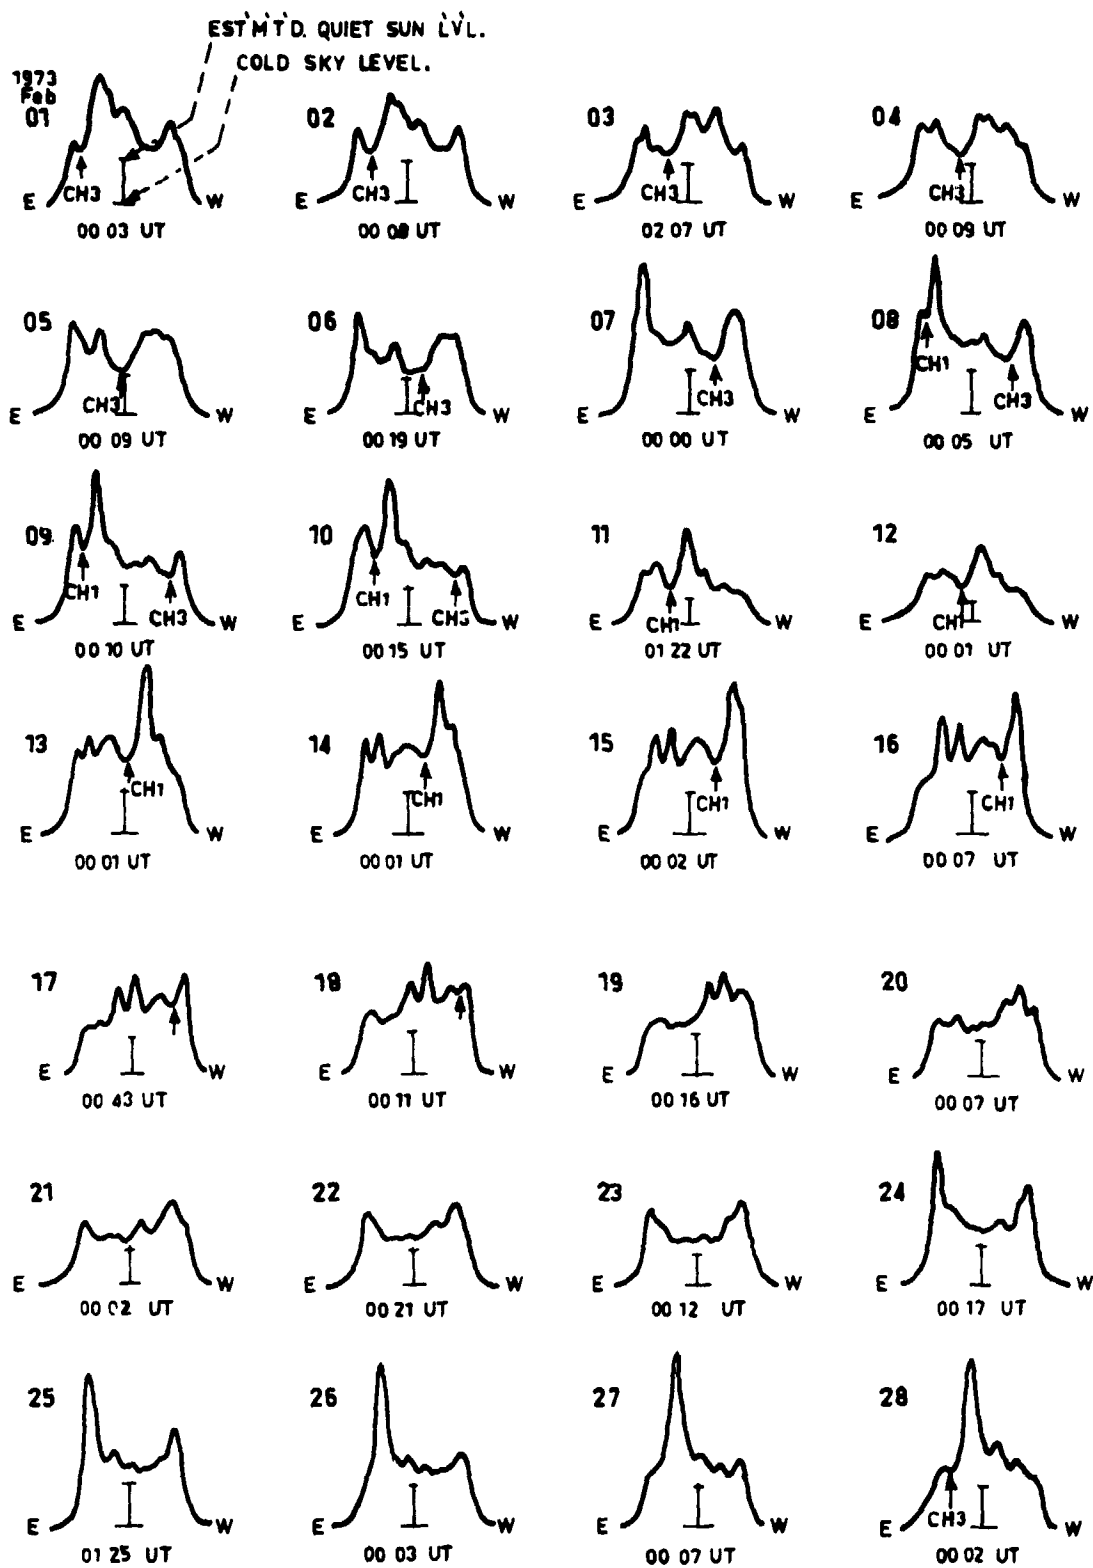 EST'M'T'D. QUIET SUN L'V'L.
COLD SKY LEVEL.
1973
Feb
01 02 03 04
CH3 CH3 CH3 CH3
E W E W E W E W
00 03 UT 00 UT 02 07 UT 00 09 UT
05 06 07 08
CH1
CH3 CH3 CH3 CH3
E W E W E W E W
00 09 UT 00 19 UT 00 00 UT 00 05 UT
09. 10 11 12
CH1 CH3 CH1 CH3 CH1 CH1
E W E W E W E W
00 10 UT 00 15 UT 01 22 UT 00 01 UT
13 14 15 16
CH1 CH1 CH1 CH1
E W E W E W E W
00 01 UT 00 01 UT 00 02 UT 00 07 UT
17 18 19 20
E W E W E W E W
00 43 UT 00 11 UT 00 16 UT 00 07 UT
21 22 23 24
E W E W E W E W
00 02 UT 00 21 UT 00 12 UT 00 17 UT
25 26 27 28
CH3
E W E W E W E W
01 25 UT 00 03 UT 00 07 UT 00 02 UT